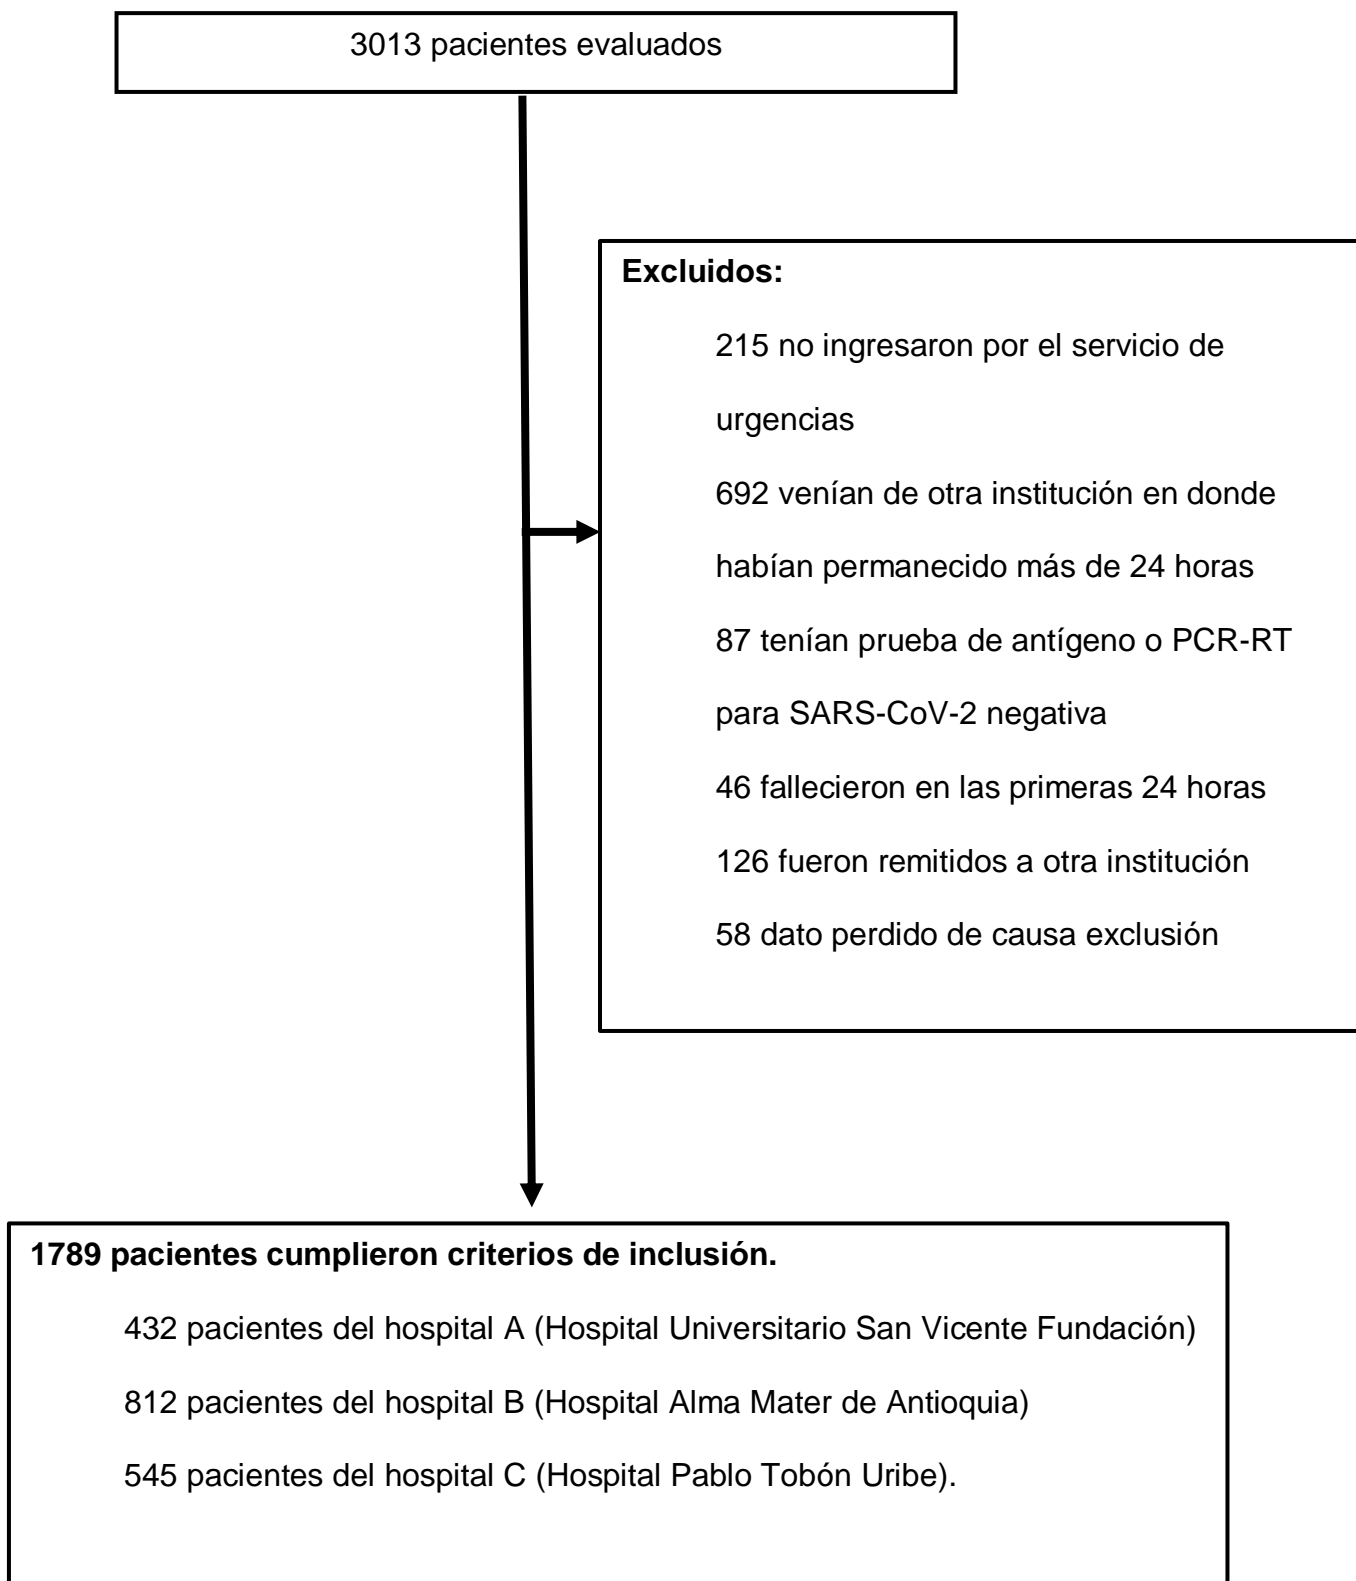 3013 pacientes evaluados
Excluidos:
215 no ingresaron por el servicio de
urgencias
692 venían de otra institución en donde
habían permanecido más de 24 horas
87 tenían prueba de antígeno o PCR-RT
para SARS-CoV-2 negativa
46 fallecieron en las primeras 24 horas
126 fueron remitidos a otra institución
58 dato perdido de causa exclusión
1789 pacientes cumplieron criterios de inclusión.
432 pacientes del hospital A (Hospital Universitario San Vicente Fundación)
812 pacientes del hospital B (Hospital Alma Mater de Antioquia)
545 pacientes del hospital C (Hospital Pablo Tobón Uribe).